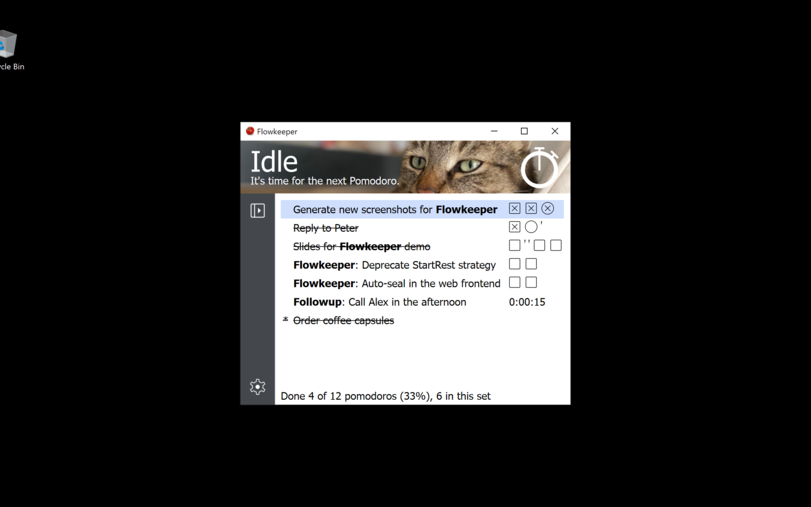 cle Bin
Flowkeeper
Idle
It's time for the next Pomodoro.
Generate new screenshots for Flowkeeper
Reply to Peter '
Slides for Flowkeeper demo ''
Flowkeeper: Deprecate StartRest strategy
Flowkeeper: Auto-seal in the web frontend
Followup: Call Alex in the afternoon 0:00:15
* Order coffee capsules
Done 4 of 12 pomodoros (33%), 6 in this set